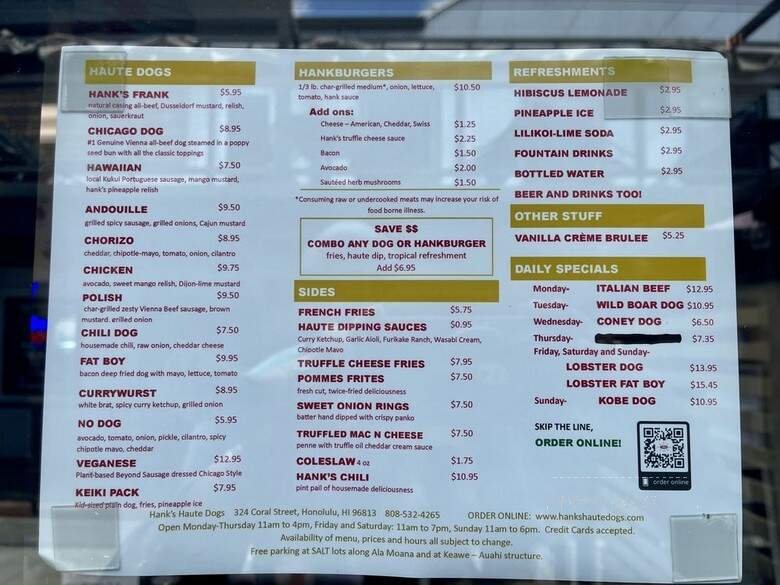 HAUTE DOGS
HANK'S FRANK $5.95
natural casing all-beef, Dusseldorf mustard, relish,
onion, sauerkraut
CHICAGO DOG $8.95
#1 Genuine Vienna all-beef dog steamed in a poppy
seed bun with all the classic toppings
HAWAIIAN $7.50
local Kukui Portuguese sausage, mango mustard,
hank's pineapple relish
ANDOUILLE $9.50
grilled spicy sausage, grilled onions, Cajun mustard
CHORIZO $8.95
cheddar, chipotle-mayo, tomato, onion, cilantro
CHICKEN $9.75
avocado, sweet mango relish, Dijon-lime mustard
POLISH $9.50
char-grilled zesty Vienna Beef sausage, brown
mustard, grilled onion
CHILI DOG $7.50
housemade chili, raw onion, cheddar cheese
FAT BOY $9.95
bacon deep fried dog with mayo, lettuce, tomato
CURRYWURST $8.95
white brat, spicy curry ketchup, grilled onion
NO DOG $5.95
avocado, tomato, onion, pickle, cilantro, spicy
chipotle mayo, cheddar
VEGANESE $12.95
Plant-based Beyond Sausage dressed Chicago Style
KEIKI PACK $7.95
Kid-sized plain dog, fries, pineapple ice
HANKBURGERS
1/3 lb. char-grilled medium*, onion, lettuce, $10.50
tomato, hank sauce
Add ons:
Cheese – American, Cheddar, Swiss $1.25
Hank's truffle cheese sauce $2.25
Bacon $1.50
Avocado $2.00
Sautéed herb mushrooms $1.50
*Consuming raw or undercooked meats may increase your risk of
food borne illness.
SAVE $$
COMBO ANY DOG OR HANKBURGER
fries, haute dip, tropical refreshment
Add $6.95
SIDES
FRENCH FRIES $5.75
HAUTE DIPPING SAUCES $0.95
Curry Ketchup, Garlic Aioli, Furikake Ranch, Wasabi Cream,
Chipotle Mayo
TRUFFLE CHEESE FRIES $7.95
POMMES FRITES $7.50
fresh cut, twice-fried deliciousness
SWEET ONION RINGS $7.50
batter hand dipped with crispy panko
TRUFFLED MAC N CHEESE $7.50
penne with truffle oil cheddar cream sauce
COLESLAW 4 oz $1.75
HANK'S CHILI $10.95
pint pail of housemade deliciousness
REFRESHMENTS
HIBISCUS LEMONADE $2.95
PINEAPPLE ICE $2.95
LILIKOI-LIME SODA $2.95
FOUNTAIN DRINKS $2.95
BOTTLED WATER $2.95
BEER AND DRINKS TOO!
OTHER STUFF
VANILLA CRÈME BRULEE $5.25
DAILY SPECIALS
Monday- ITALIAN BEEF $12.95
Tuesday- WILD BOAR DOG $10.95
Wednesday- CONEY DOG $6.50
Thursday- $7.35
Friday, Saturday and Sunday-
LOBSTER DOG $13.95
LOBSTER FAT BOY $15.45
Sunday- KOBE DOG $10.95
SKIP THE LINE,
ORDER ONLINE!
order online
Hank's Haute Dogs 324 Coral Street, Honolulu, HI 96813 808-532-4265 ORDER ONLINE: www.hankshautedogs.com
Open Monday-Thursday 11am to 4pm, Friday and Saturday: 11am to 7pm, Sunday 11am to 6pm. Credit Cards accepted.
Availability of menu, prices and hours all subject to change.
Free parking at SALT lots along Ala Moana and at Keawe – Auahi structure.